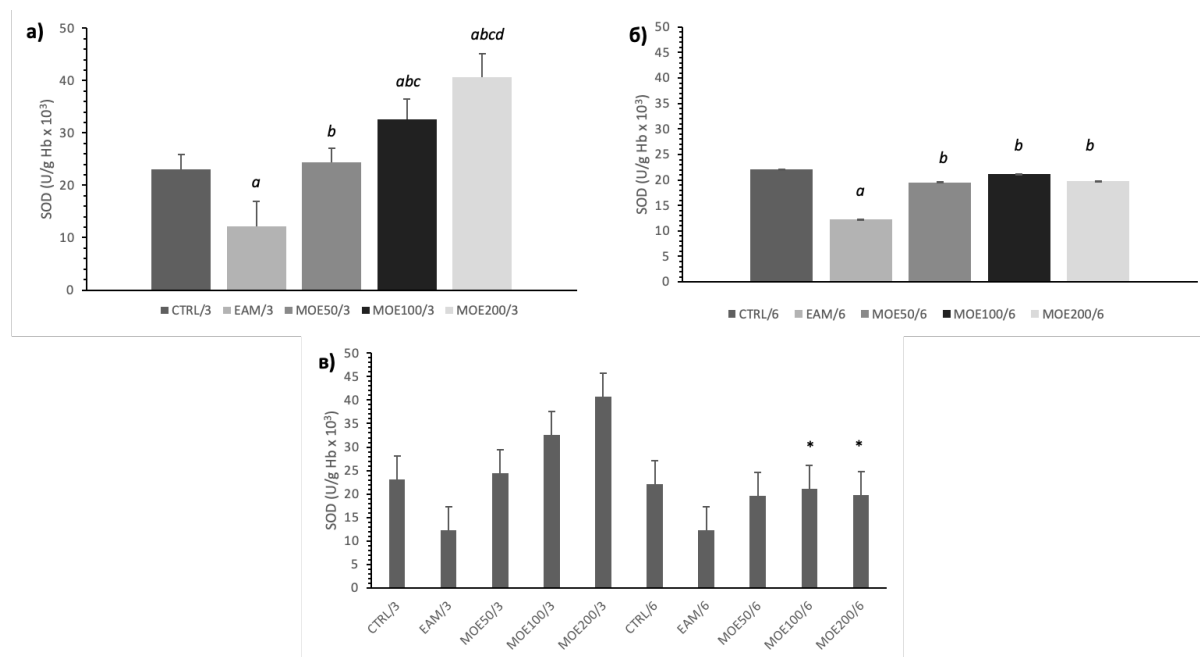 а)
SOD (U/g Hb x 10³)
50
40
30
20
10
0
a
b
abc
abcd
CTRL/3 EAM/3 MOE50/3 MOE100/3 MOE200/3
б)
SOD (U/g Hb x 10³)
50
45
40
35
30
25
20
15
10
5
0
a
b
b
b
CTRL/6 EAM/6 MOE50/6 MOE100/6 MOE200/6
в)
SOD (U/g Hb x 10³)
50
45
40
35
30
25
20
15
10
5
0
*
*
CTRL/3
EAM/3
MOE50/3
MOE100/3
MOE200/3
CTRL/6
EAM/6
MOE50/6
MOE100/6
MOE200/6